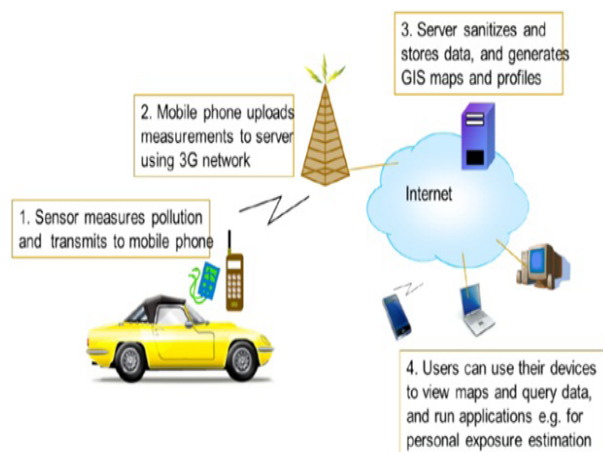 3. Server sanitizes and
stores data, and generates
GIS maps and profiles
2. Mobile phone uploads
measurements to server
using 3G network
Internet
1. Sensor measures pollution
and transmits to mobile phone
4. Users can use their devices
to view maps and query data,
and run applications e.g. for
personal exposure estimation